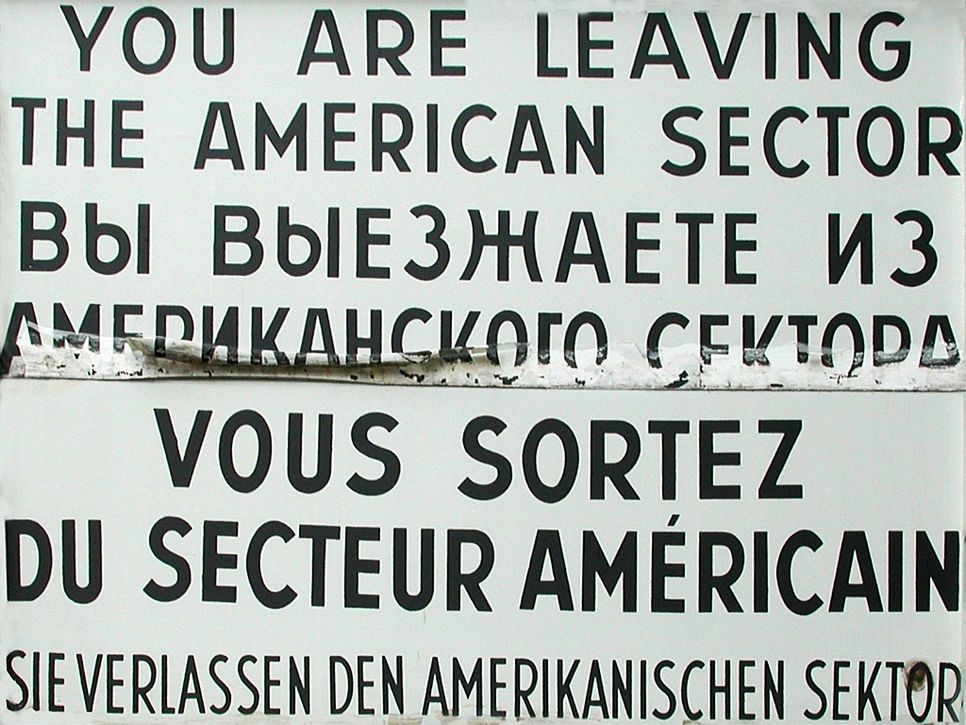 YOU ARE LEAVING
THE AMERICAN SECTOR
ВЫ ВЫЕЗЖАЕТЕ ИЗ
АМЕРИКАНСКОГО СЕКТОРА
VOUS SORTEZ
DU SECTEUR AMÉRICAIN
SIE VERLASSEN DEN AMERIKANISCHEN SEKTOR